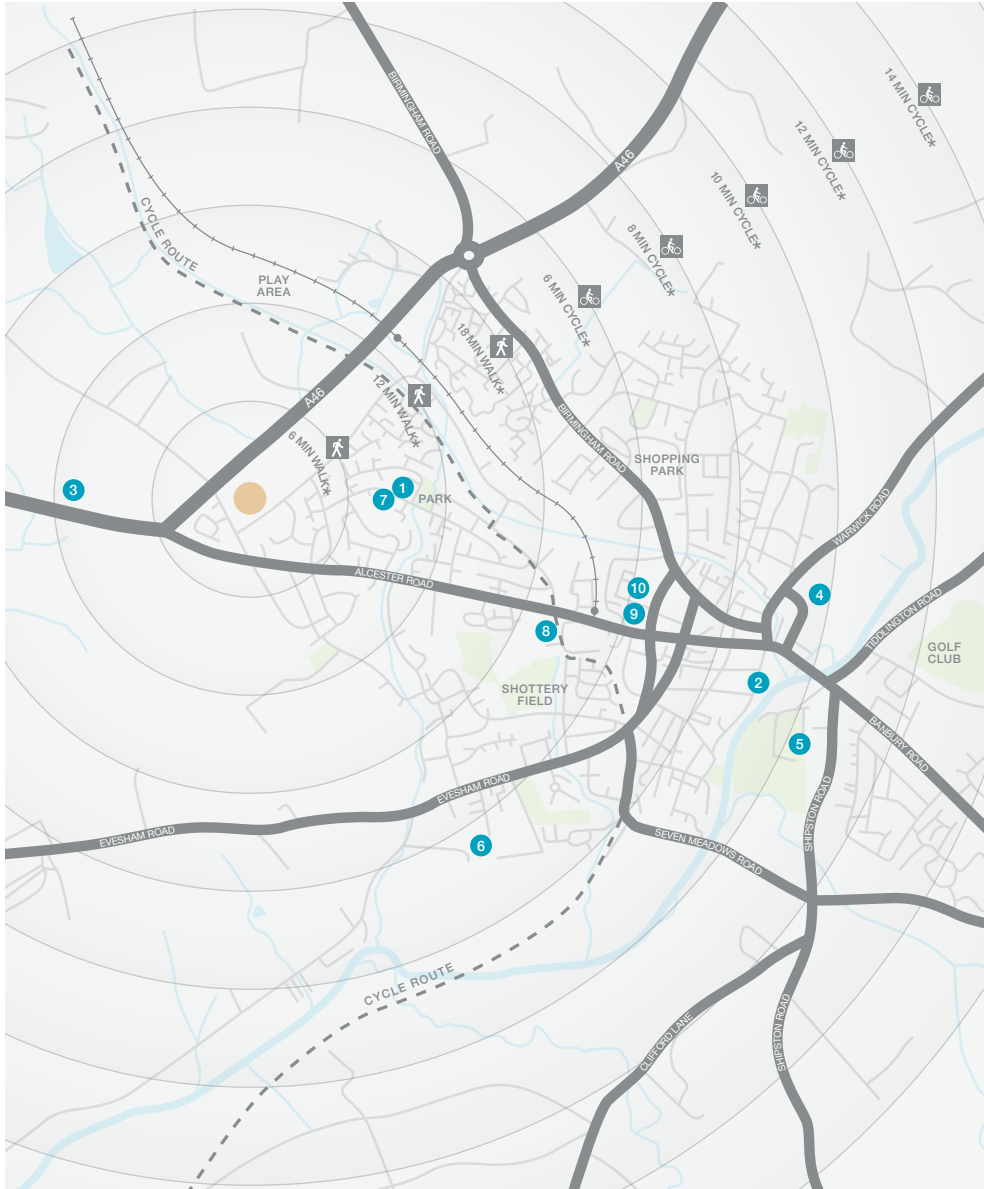 14 MIN CYCLE*
12 MIN CYCLE*
10 MIN CYCLE*
8 MIN CYCLE*
6 MIN CYCLE*
18 MIN WALK*
12 MIN WALK*
6 MIN WALK*
BIRMINGHAM ROAD
A46
CYCLE ROUTE
PLAY
AREA
A46
BIRMINGHAM ROAD
SHOPPING
PARK
3
1
7
PARK
WARWICK ROAD
ALCESTER ROAD
10
9
4
8
TIDDLINGTON ROAD
GOLF
CLUB
SHOTTERY
FIELD
2
5
BANBURY ROAD
EVESHAM ROAD
EVESHAM ROAD
6
SEVEN MEADOWS ROAD
SHIPSTON ROAD
CYCLE ROUTE
CLIFFORD LANE
SHIPSTON ROAD